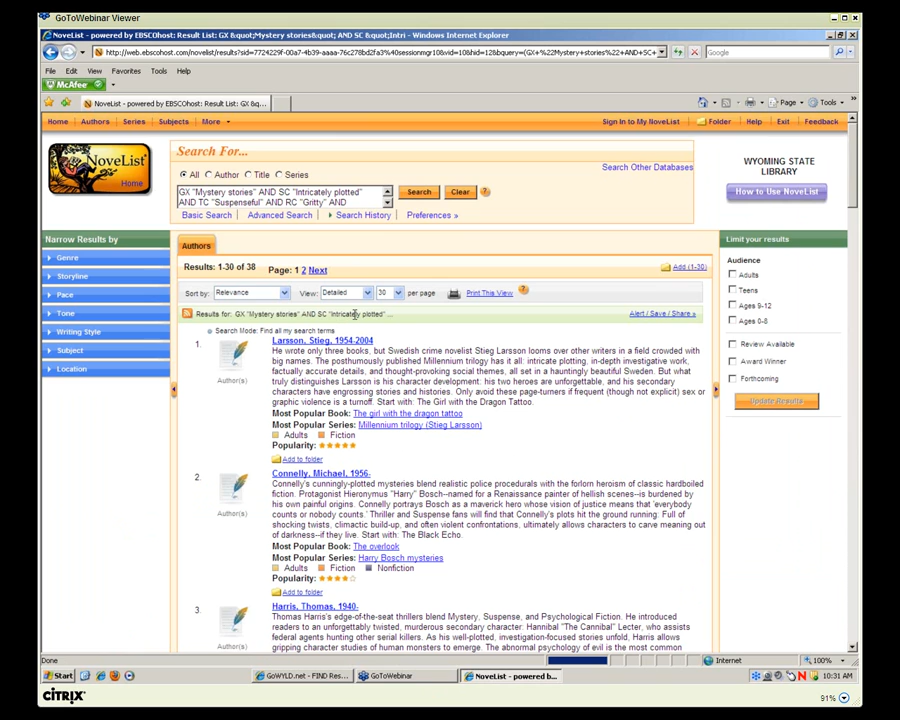 GoToWebinar Viewer
NoveList - powered by EBSCOhost: Result List: GX &quot;Mystery stories&quot; AND SC &quot;Intri - Windows Internet Explorer
Google
File Edit View Favorites Tools Help
McAfee
NoveList - powered by EBSCOhost: Result List: GX &q...
Page Tools
Home Authors Series Subjects More
Sign In to My NoveList Folder Help Exit Feedback
NoveList
Home
Search For...
Search Other Databases
All Author Title Series
GX "Mystery stories" AND SC "Intricately plotted"
AND TC "Suspenseful" AND RC "Gritty" AND
Search Clear
Basic Search Advanced Search Search History Preferences »
WYOMING STATE
LIBRARY
How to Use NoveList
Narrow Results by
Genre
Storyline
Pace
Tone
Writing Style
Subject
Location
Authors
Results: 1-30 of 38 Page: 1 2 Next
Add (1-30)
Sort by: Relevance View: Detailed 30 per page Print This View
Results for: GX "Mystery stories" AND SC "Intricately plotted" ...
Alert / Save / Share »
Search Mode: Find all my search terms
1. Larsson, Stieg, 1954-2004
He wrote only three books, but Swedish crime novelist Stieg Larsson looms over other writers in a field crowded with
big names. The posthumously published Millennium trilogy has it all: intricate plotting, in-depth investigative work,
factually accurate details, and thought-provoking social themes, all set in a hauntingly beautiful Sweden. But what
truly distinguishes Larsson is his character development: his two heroes are unforgettable, and his secondary
characters have engrossing stories and histories. Only avoid these page-turners if frequent (though not explicit) sex or
graphic violence is a turnoff. Start with: The Girl with the Dragon Tattoo.
Author(s)
Most Popular Book: The girl with the dragon tattoo
Most Popular Series: Millennium trilogy (Stieg Larsson)
Adults Fiction
Popularity:
Add to folder
2. Connelly, Michael, 1956-
Connelly's cunningly-plotted mysteries blend realistic police procedurals with the forlorn heroism of classic hardboiled
fiction. Protagonist Hieronymus "Harry" Bosch--named for a Renaissance painter of hellish scenes--is burdened by
his own painful origins. Connelly portrays Bosch as a maverick hero whose vision of justice means that 'everybody
counts or nobody counts.' Thriller and Suspense fans will find that Connelly's plots hit the ground running: Full of
shocking twists, climactic build-up, and often violent confrontations, ultimately allows characters to carve meaning out
of darkness--if they live. Start with: The Black Echo.
Author(s)
Most Popular Book: The overlook
Most Popular Series: Harry Bosch mysteries
Adults Fiction Nonfiction
Popularity:
Add to folder
3. Harris, Thomas, 1940-
Thomas Harris's edge-of-the-seat thrillers blend Mystery, Suspense, and Psychological Fiction. He introduced
readers to an unforgettably twisted, murderous secondary character. Hannibal "The Cannibal" Lecter, who assists
federal agents hunting other serial killers. As his well-plotted, investigation-focused stories unfold, Harris allows
gripping character studies of human monsters to emerge. The abnormal psychology of evil is the most common
Author(s)
Limit your results
Audience
Adults
Teens
Ages 9-12
Ages 0-8
Review Available
Award Winner
Forthcoming
Update Results
Done
Internet
100%
Start
GoWYLD.net - FIND Res...
GoToWebinar
NoveList - powered b...
10:31 AM
CITRIX
91%